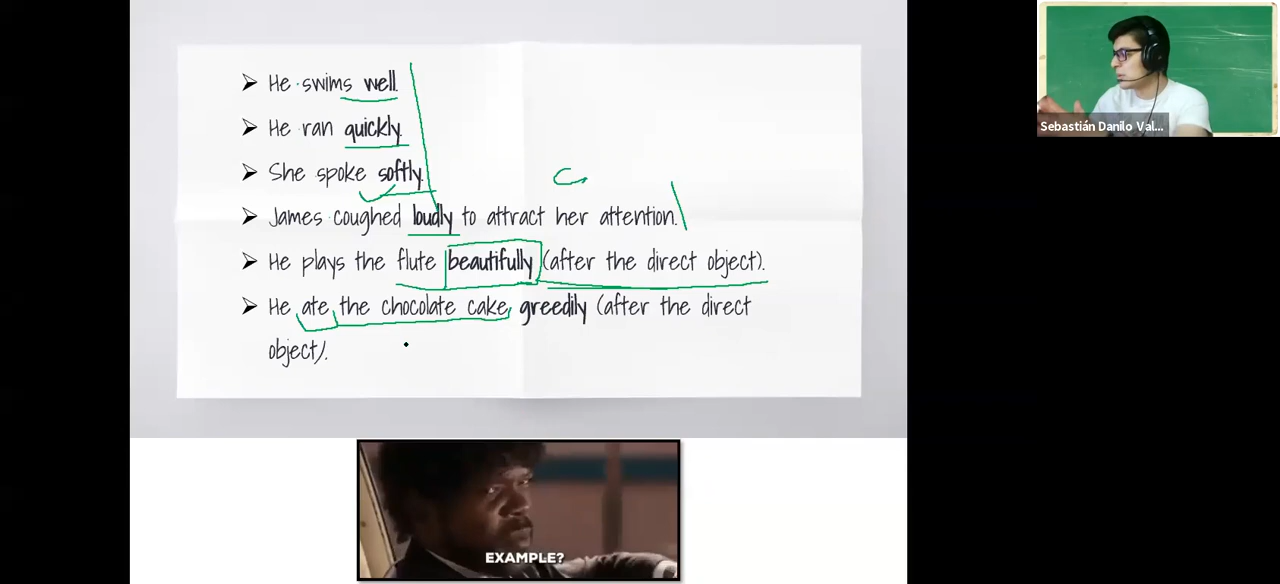 He swims well.
He ran quickly.
She spoke softly.
James coughed loudly to attract her attention.
He plays the flute beautifully (after the direct object).
He ate the chocolate cake greedily (after the direct
object).
Sebastián Danilo Val...
EXAMPLE?